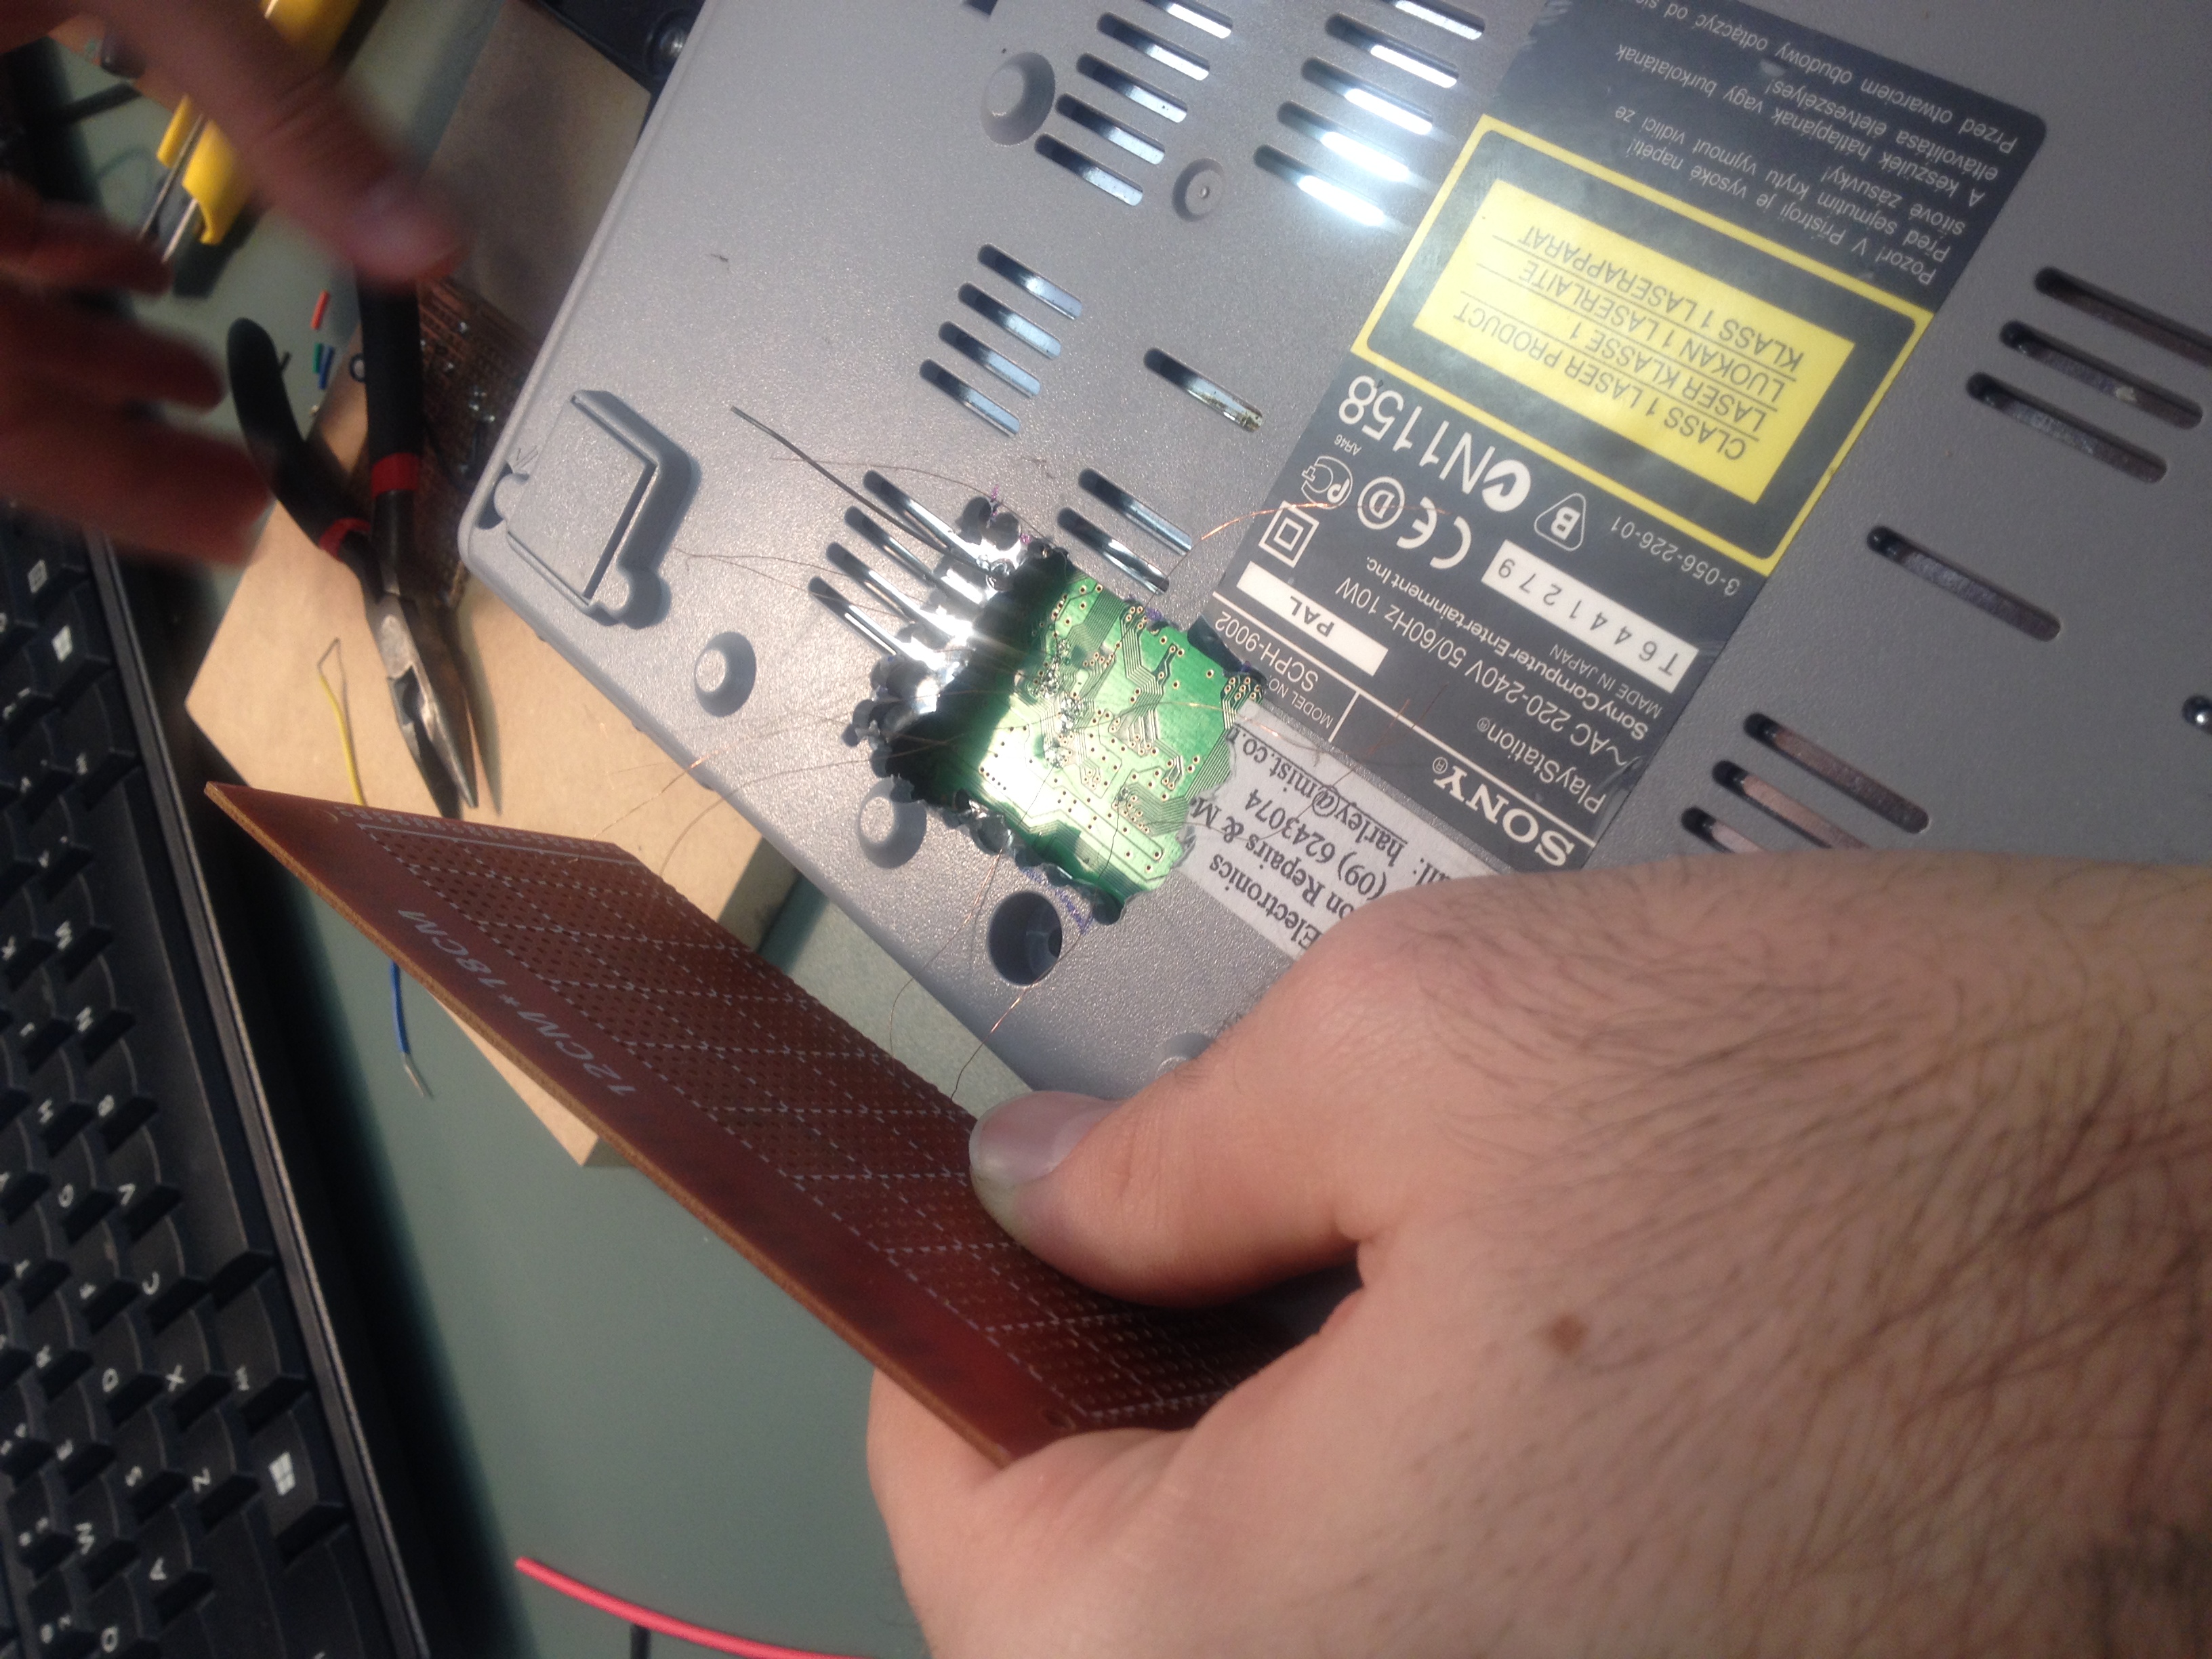 Q W E R T Y G H J K
A S D F
Z X C V B N M
Alt
12CM*18CM
Electronics
on Repairs & M
(09) 6243074
harley@mist.co.n
MODEL NO.
SCPH-9002
PAL
SONY®
PlayStation®
AC 220-240V 50/60Hz 10W
Sony Computer Entertainment Inc.
MADE IN JAPAN
T6441279
CE D
AR46
B N1158
3-056-226-01
CLASS 1 LASER PRODUCT
LASER KLASSE 1
LUOKAN 1 LASERLAITE
KLASS 1 LASERAPPARAT
Pozor! V Přístroji je vysoké napětí!
Před sejmutím krytu vyjmout vidlici ze
síťové zásuvky!
A készülék hátlapjának vagy burkolatának
eltávolítása életveszélyes!
Przed otwarciem obudowy odłączyć od